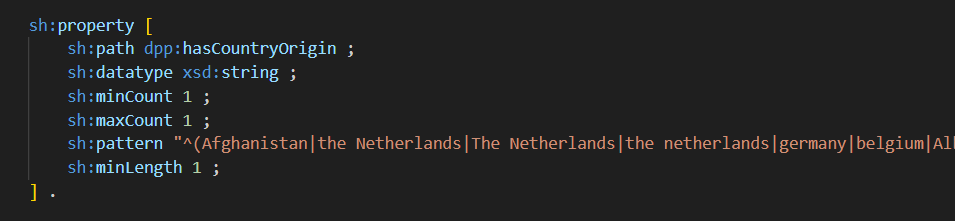 sh:property [
sh:path dpp:hasCountryOrigin ;
sh:datatype xsd:string ;
sh:minCount 1 ;
sh:maxCount 1 ;
sh:pattern "^(Afghanistan|the Netherlands|The Netherlands|the netherlands|germany|belgium|
sh:minLength 1 ;
] .